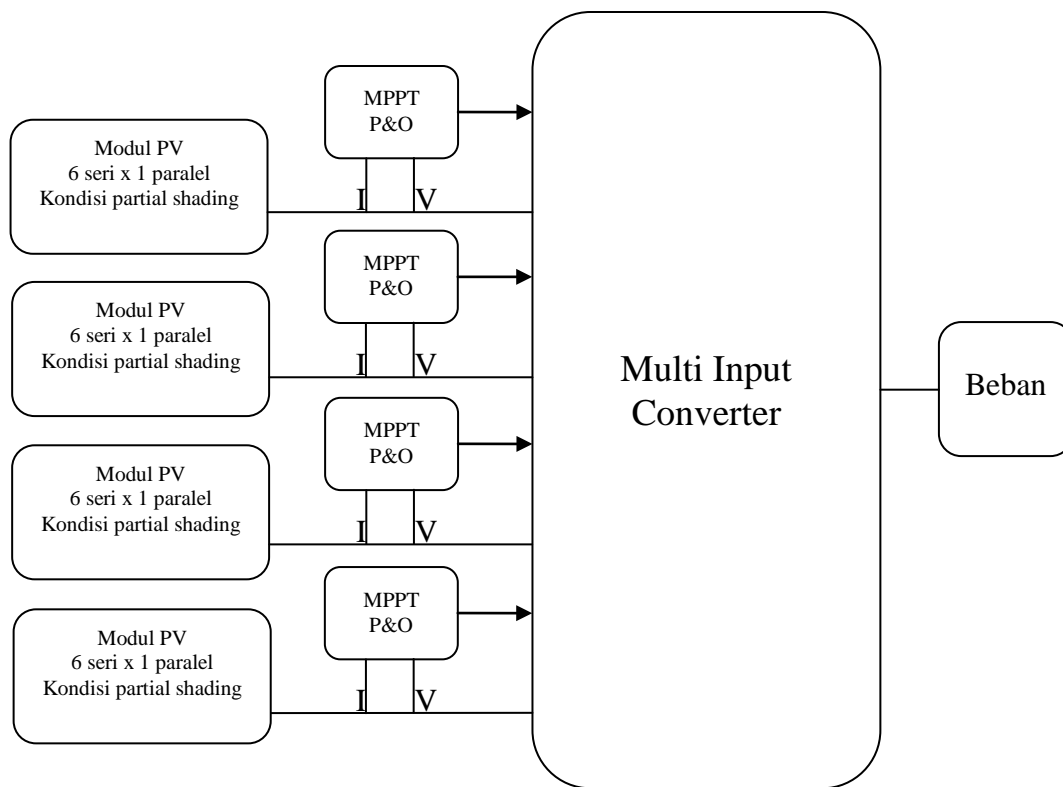 MPPT
P&O
Modul PV
6 seri x 1 paralel
Kondisi partial shading
I V
MPPT
P&O
Modul PV
6 seri x 1 paralel
Kondisi partial shading
I V
MPPT
P&O
Modul PV
6 seri x 1 paralel
Kondisi partial shading
I V
MPPT
P&O
Modul PV
6 seri x 1 paralel
Kondisi partial shading
I V
Multi Input
Converter
Beban